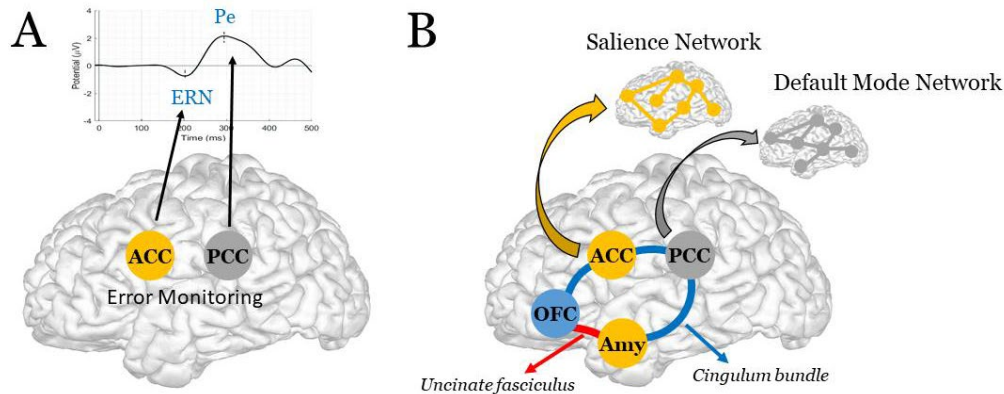 A
Pe
Potential (µV)
4
2
0
-2
-4
ERN
0
100
200
300
400
500
Time (ms)
ACC
PCC
Error Monitoring
B
Salience Network
Default Mode Network
ACC
PCC
OFC
Amy
Uncinate fasciculus
Cingulum bundle